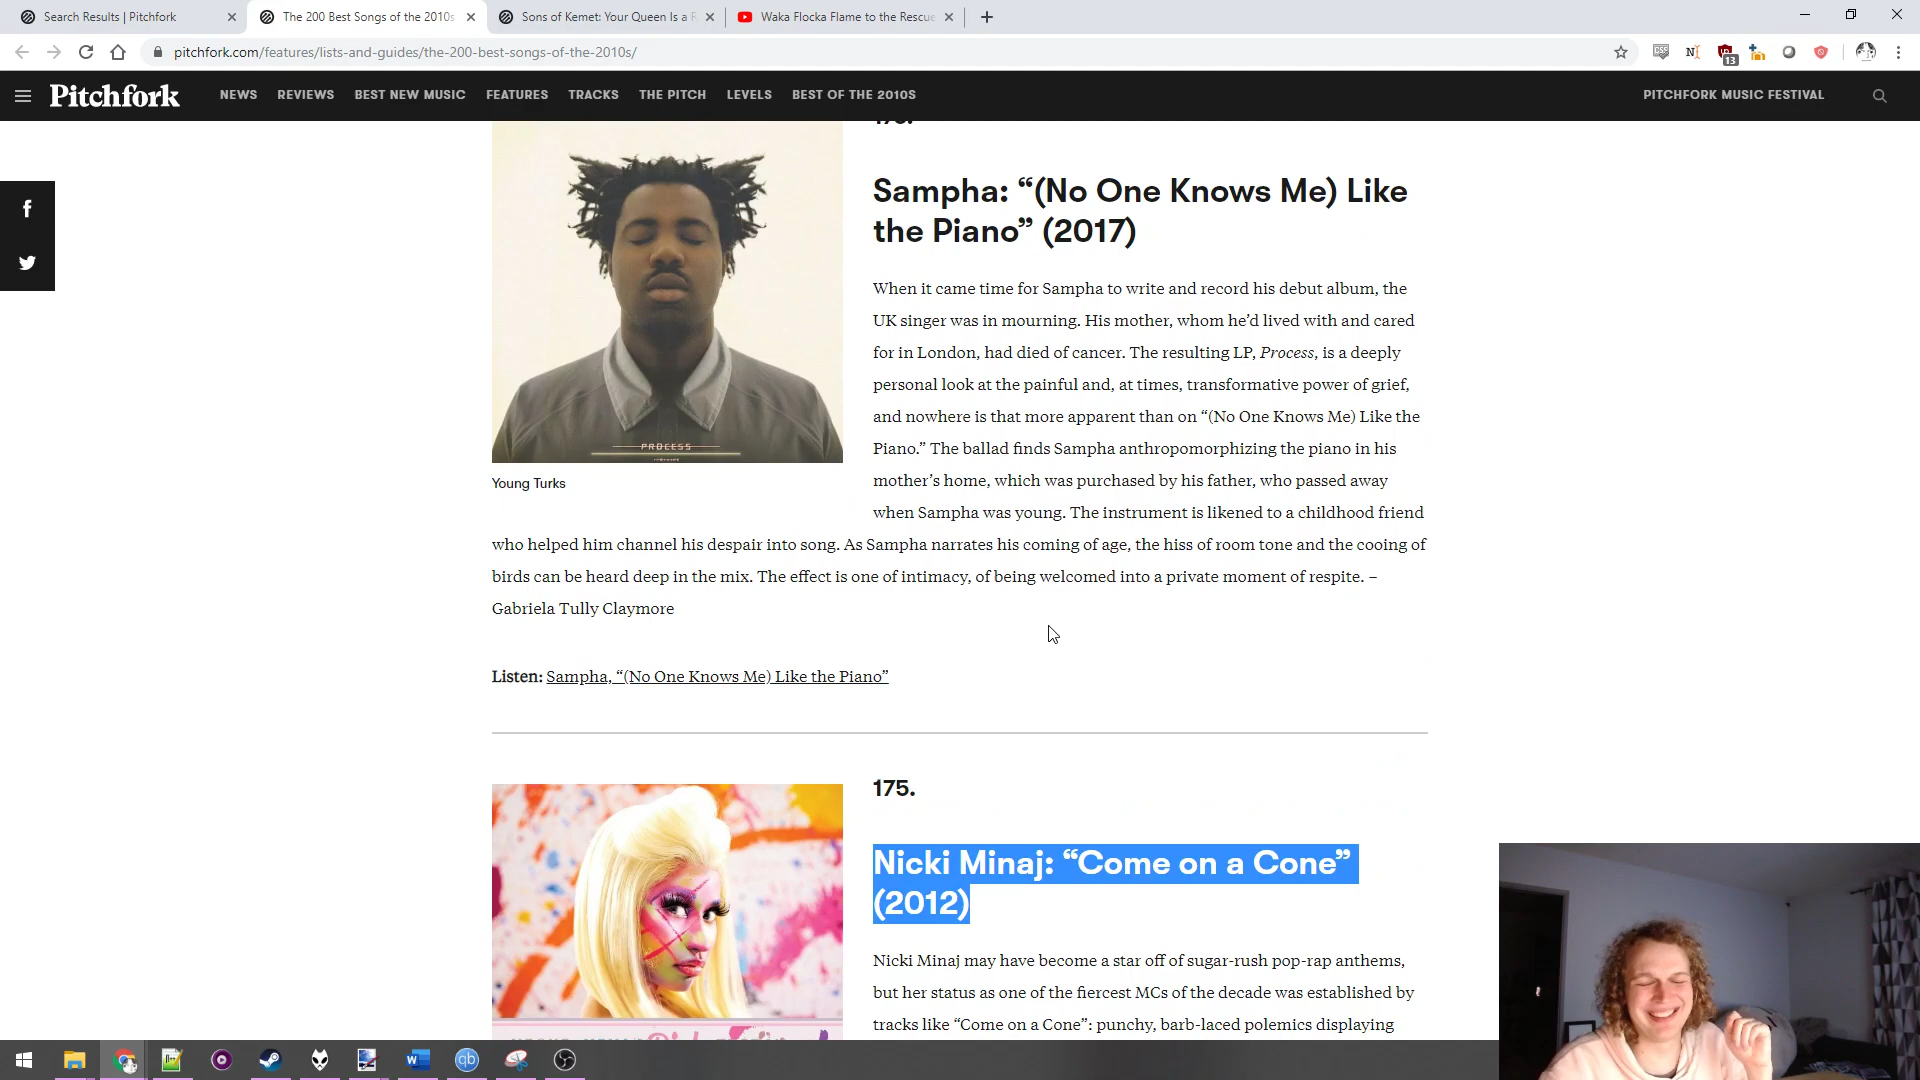 Search Results | Pitchfork
The 200 Best Songs of the 2010s
Sons of Kemet: Your Queen Is a R
Waka Flocka Flame to the Rescue
pitchfork.com/features/lists-and-guides/the-200-best-songs-of-the-2010s/
13
Pitchfork
NEWS REVIEWS BEST NEW MUSIC FEATURES TRACKS THE PITCH LEVELS BEST OF THE 2010S
PITCHFORK MUSIC FESTIVAL
Sampha: “(No One Knows Me) Like
the Piano” (2017)
When it came time for Sampha to write and record his debut album, the
UK singer was in mourning. His mother, whom he’d lived with and cared
for in London, had died of cancer. The resulting LP, Process, is a deeply
personal look at the painful and, at times, transformative power of grief,
and nowhere is that more apparent than on “(No One Knows Me) Like the
Piano.” The ballad finds Sampha anthropomorphizing the piano in his
mother’s home, which was purchased by his father, who passed away
when Sampha was young. The instrument is likened to a childhood friend
who helped him channel his despair into song. As Sampha narrates his coming of age, the hiss of room tone and the cooing of
birds can be heard deep in the mix. The effect is one of intimacy, of being welcomed into a private moment of respite. –
Gabriela Tully Claymore
PROCESS
Young Turks
Listen: Sampha, “(No One Knows Me) Like the Piano”
175.
Nicki Minaj: “Come on a Cone”
(2012)
Nicki Minaj may have become a star off of sugar-rush pop-rap anthems,
but her status as one of the fiercest MCs of the decade was established by
tracks like “Come on a Cone”: punchy, barb-laced polemics displaying